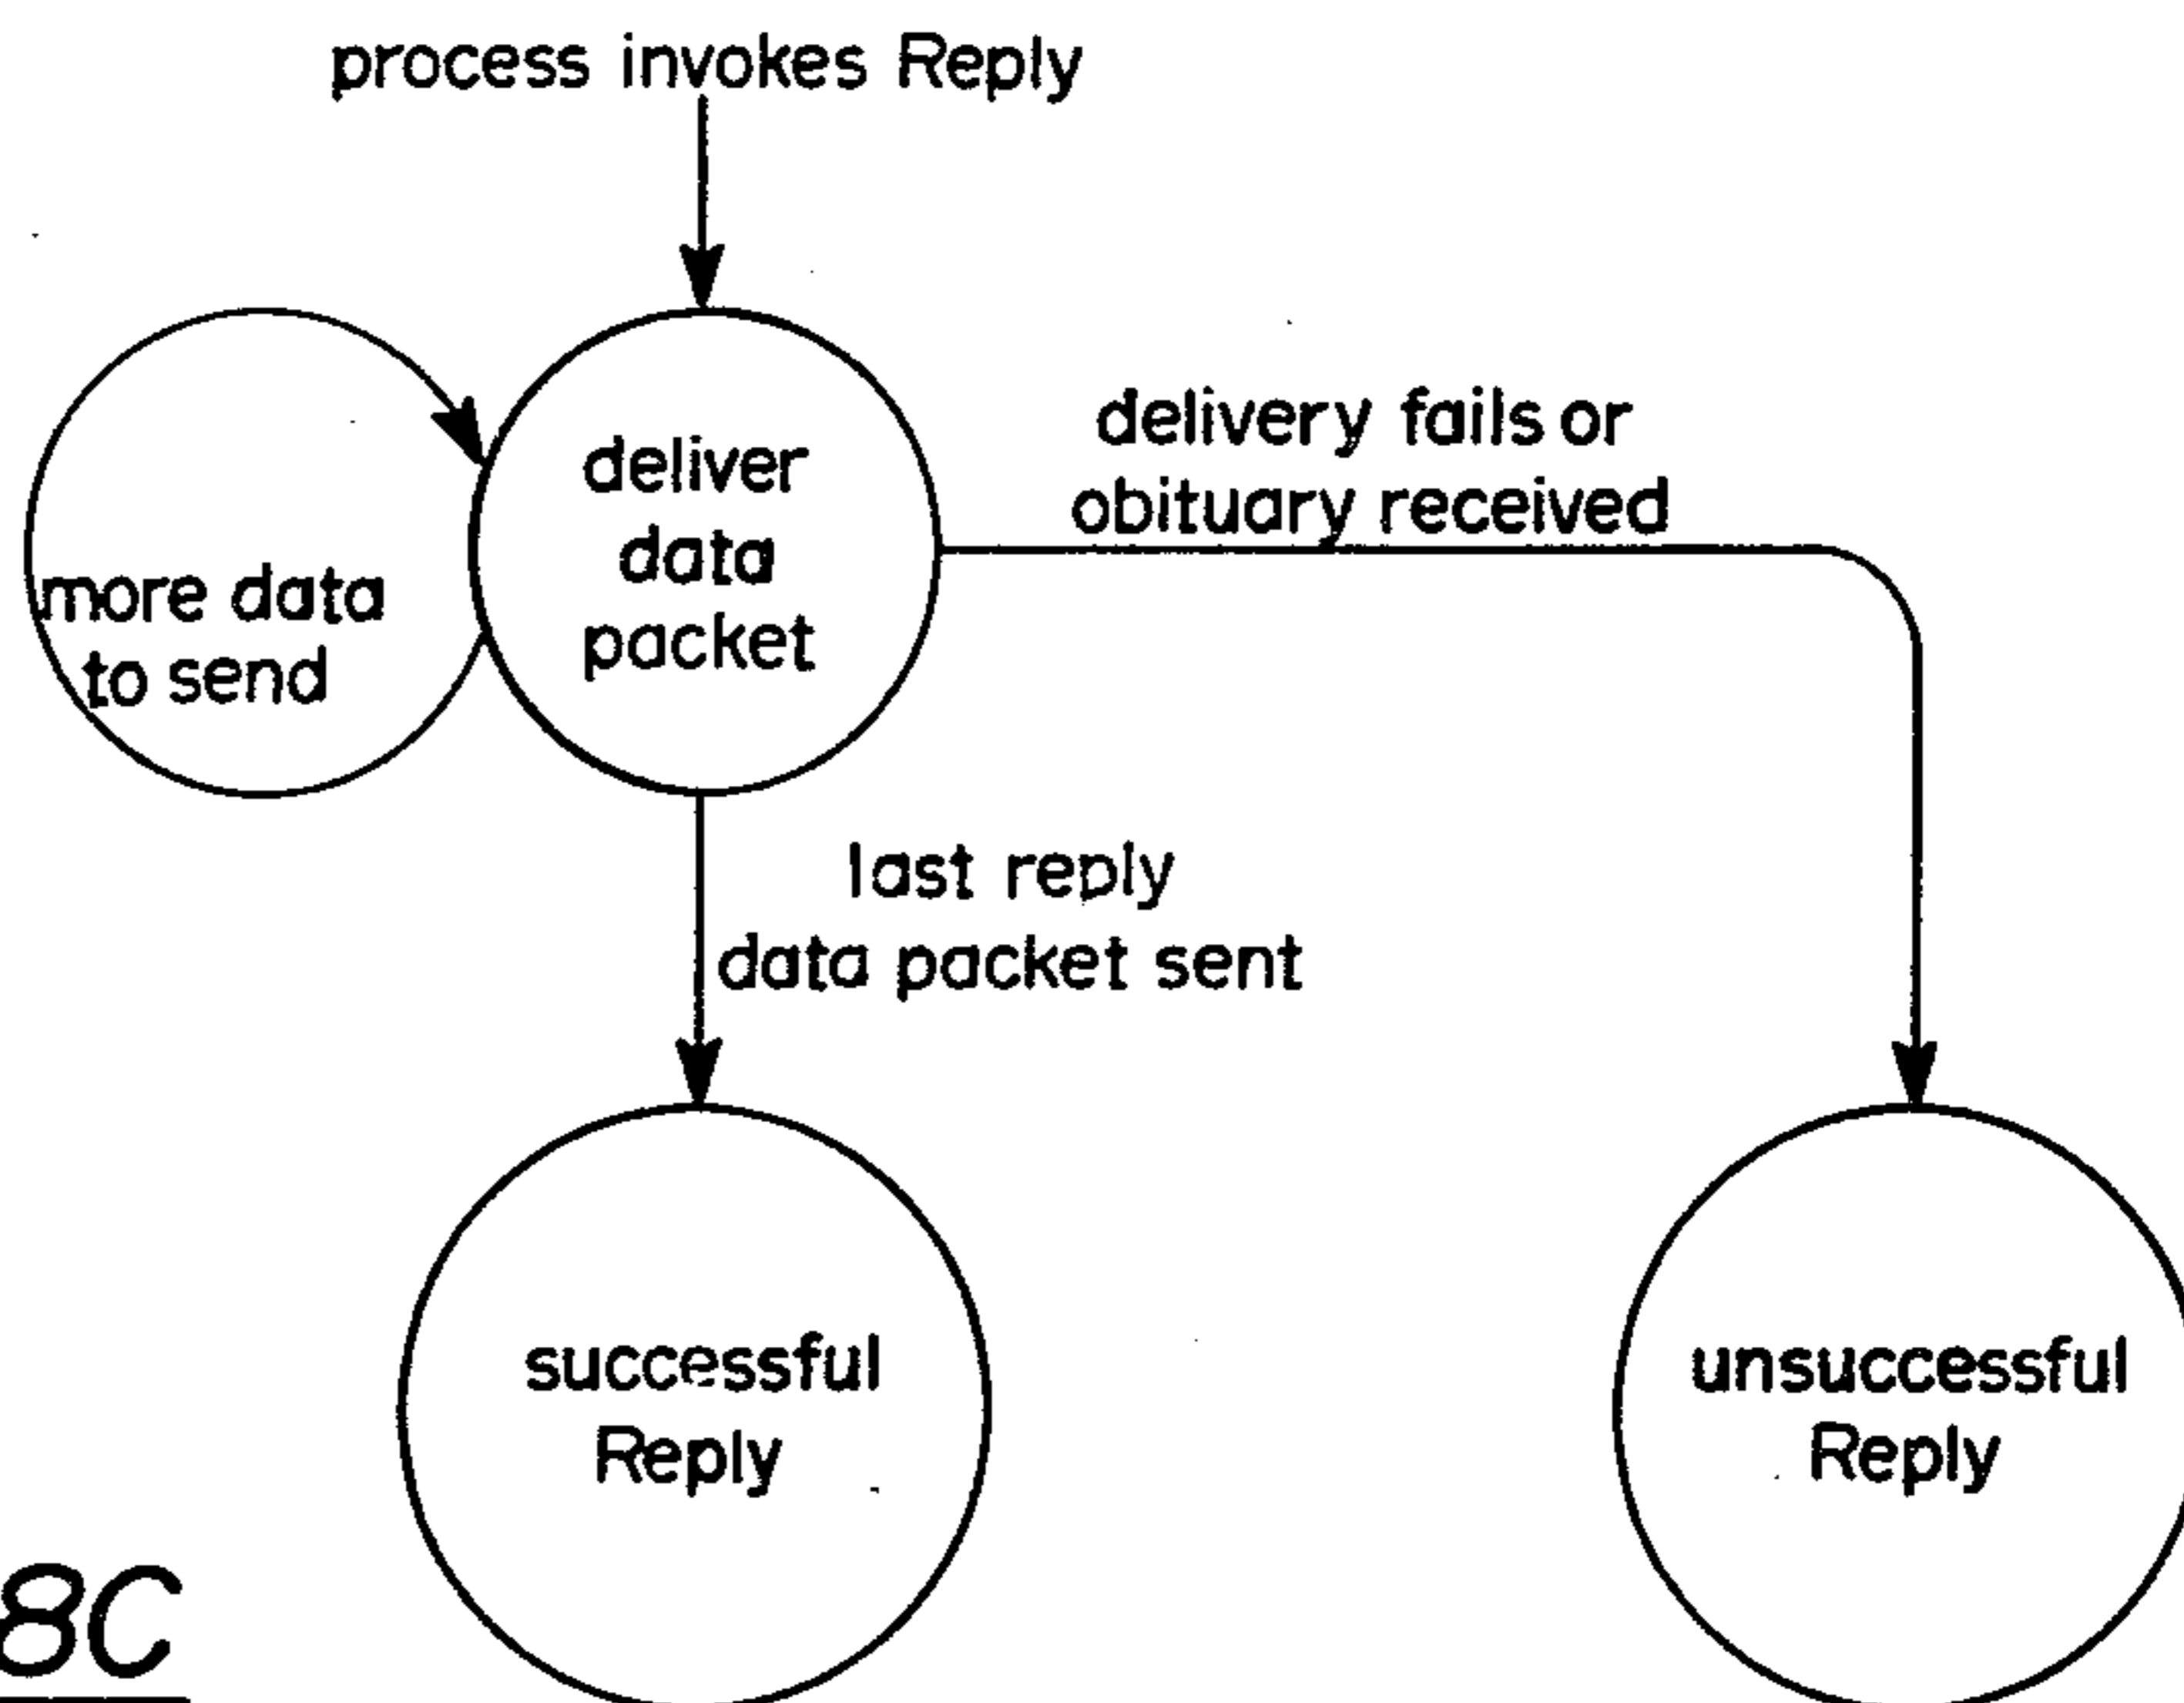 process invokes Reply
deliver
data
packet
delivery fails or
obituary received
more data
to send
last reply
data packet sent
successful
Reply
unsuccessful
Reply
8C